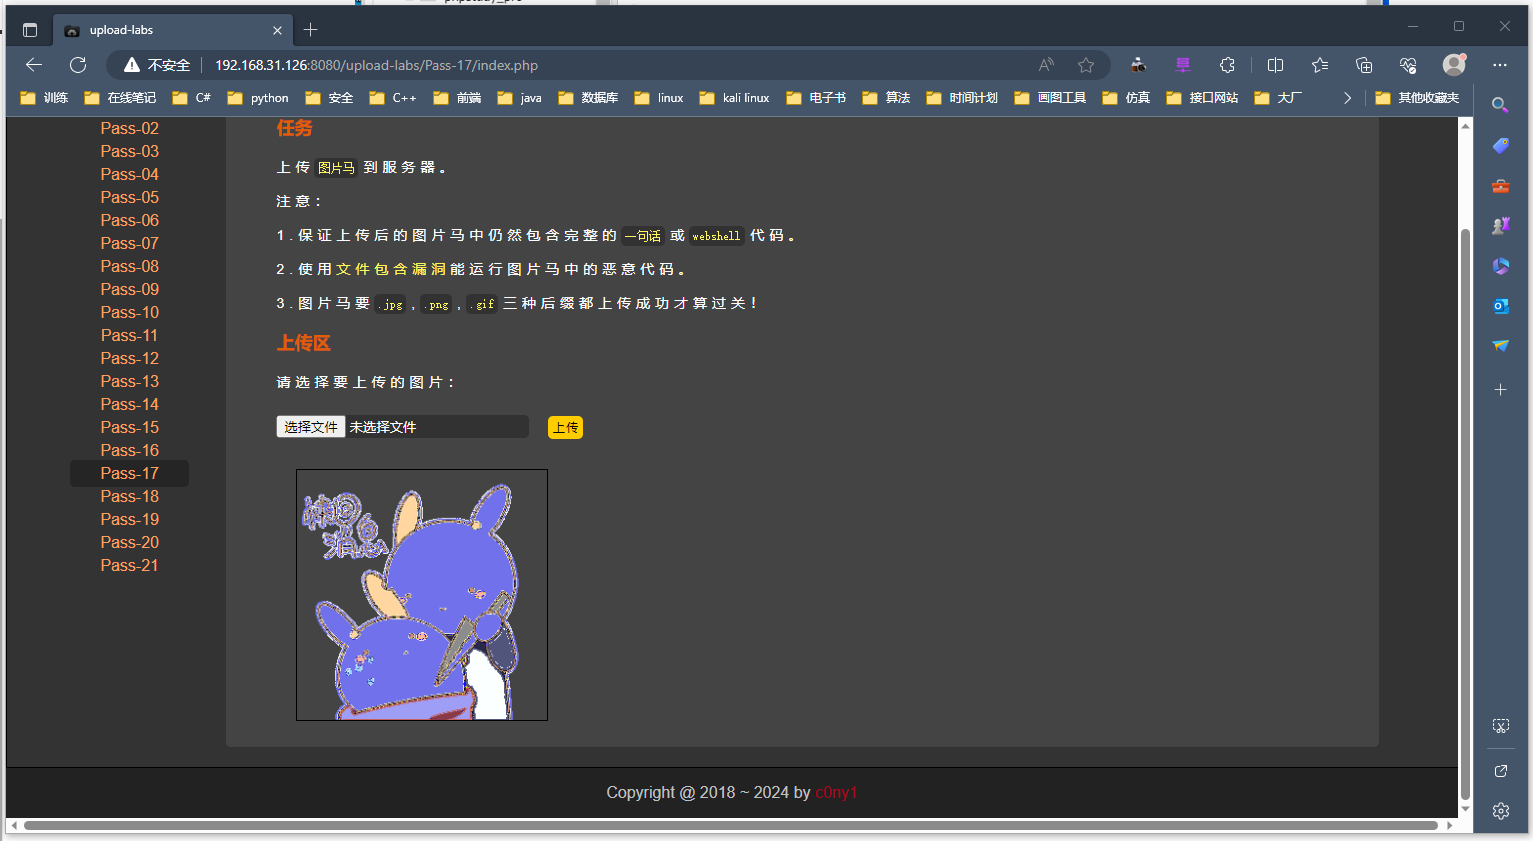 upload-labs
不安全 192.168.31.126:8080/upload-labs/Pass-17/index.php
训练 在线笔记 C# python 安全 C++ 前端 java 数据库 linux kali linux 电子书 算法 时间计划 画图工具 仿真 接口网站 大厂 其他收藏夹
Pass-02
Pass-03
Pass-04
Pass-05
Pass-06
Pass-07
Pass-08
Pass-09
Pass-10
Pass-11
Pass-12
Pass-13
Pass-14
Pass-15
Pass-16
Pass-17
Pass-18
Pass-19
Pass-20
Pass-21
任务
上传 图片马 到服务器。
注意：
1.保证上传后的图片马中仍然包含完整的 一句话 或 webshell 代码。
2.使用文件包含漏洞能运行图片马中的恶意代码。
3.图片马要 .jpg , .png , .gif 三种后缀都上传成功才算过关！
上传区
请选择要上传的图片：
选择文件 未选择文件 上传
Copyright @ 2018 ~ 2024 by c0ny1